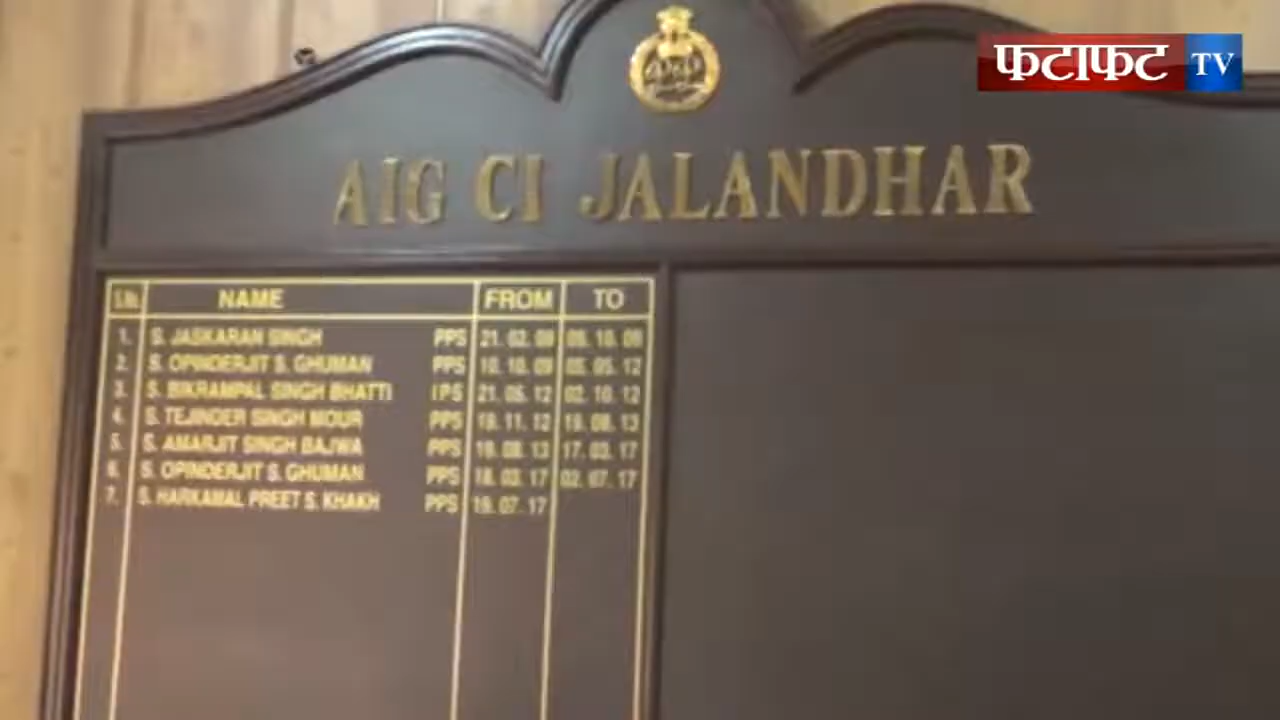 फटाफट TV
AIG CI JALANDHAR
S.No. NAME FROM TO
1. S. JASKARAN SINGH PPS 21. 02. 09 09. 10. 09
2. S. OPINDERJIT S. GHUMAN PPS 10. 10. 09 05. 05. 12
3. S. BIKRAMPAL SINGH BHATTI IPS 21. 05. 12 02. 10. 12
4. S. TEJINDER SINGH MOUR PPS 19. 11. 12 19. 08. 13
5. S. AMARJIT SINGH BAJWA PPS 19. 08. 13 17. 03. 17
6. S. OPINDERJIT S. GHUMAN PPS 18. 03. 17 02. 07. 17
7. S. HARKAMAL PREET S. KHAKH PPS 19. 07. 17